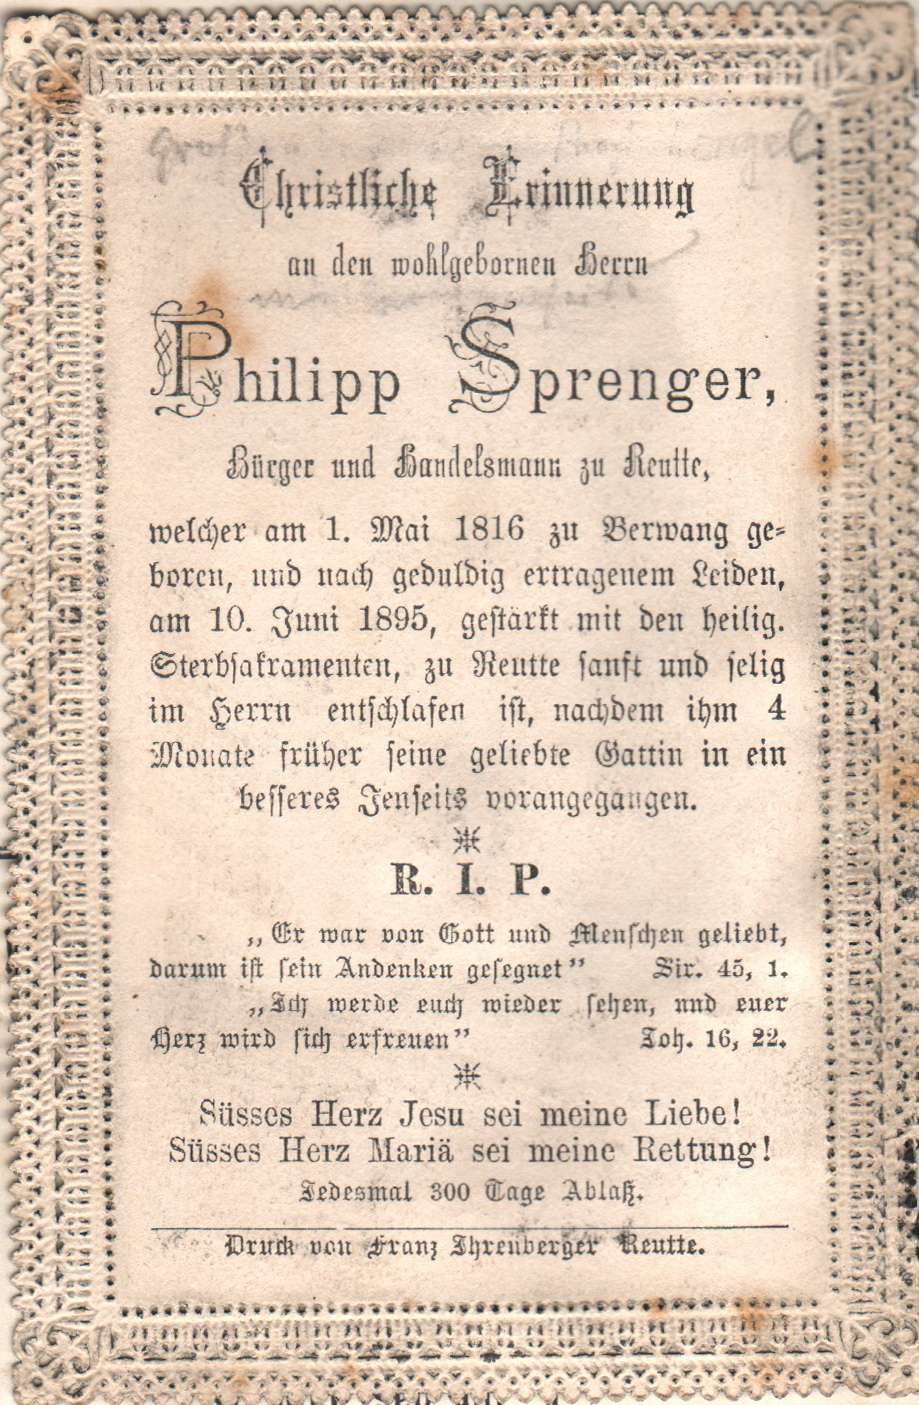 Groß
Christliche Erinnerung
an den wohlgebornen Herrn
Philipp Sprenger,
Bürger und Handelsmann zu Reutte,
welcher am 1. Mai 1816 zu Berwang ge-
boren, und nach geduldig ertragenem Leiden,
am 10. Juni 1895, gestärkt mit den heilig.
Sterbsakramenten, zu Reutte sanft und selig
im Herrn entschlafen ist, nachdem ihm 4
Monate früher seine geliebte Gattin in ein
besseres Jenseits vorangegangen.
R. I. P.
„Er war von Gott und Menschen geliebt,
darum ist sein Andenken gesegnet” Sir. 45, 1.
„Ich werde euch wieder sehen, und euer
Herz wird sich erfreuen” Joh. 16, 22.
Süsses Herz Jesu sei meine Liebe!
Süsses Herz Mariä sei meine Rettung!
Jedesmal 300 Tage Ablaß.
Druck von Franz Ihrenberger Reutte.